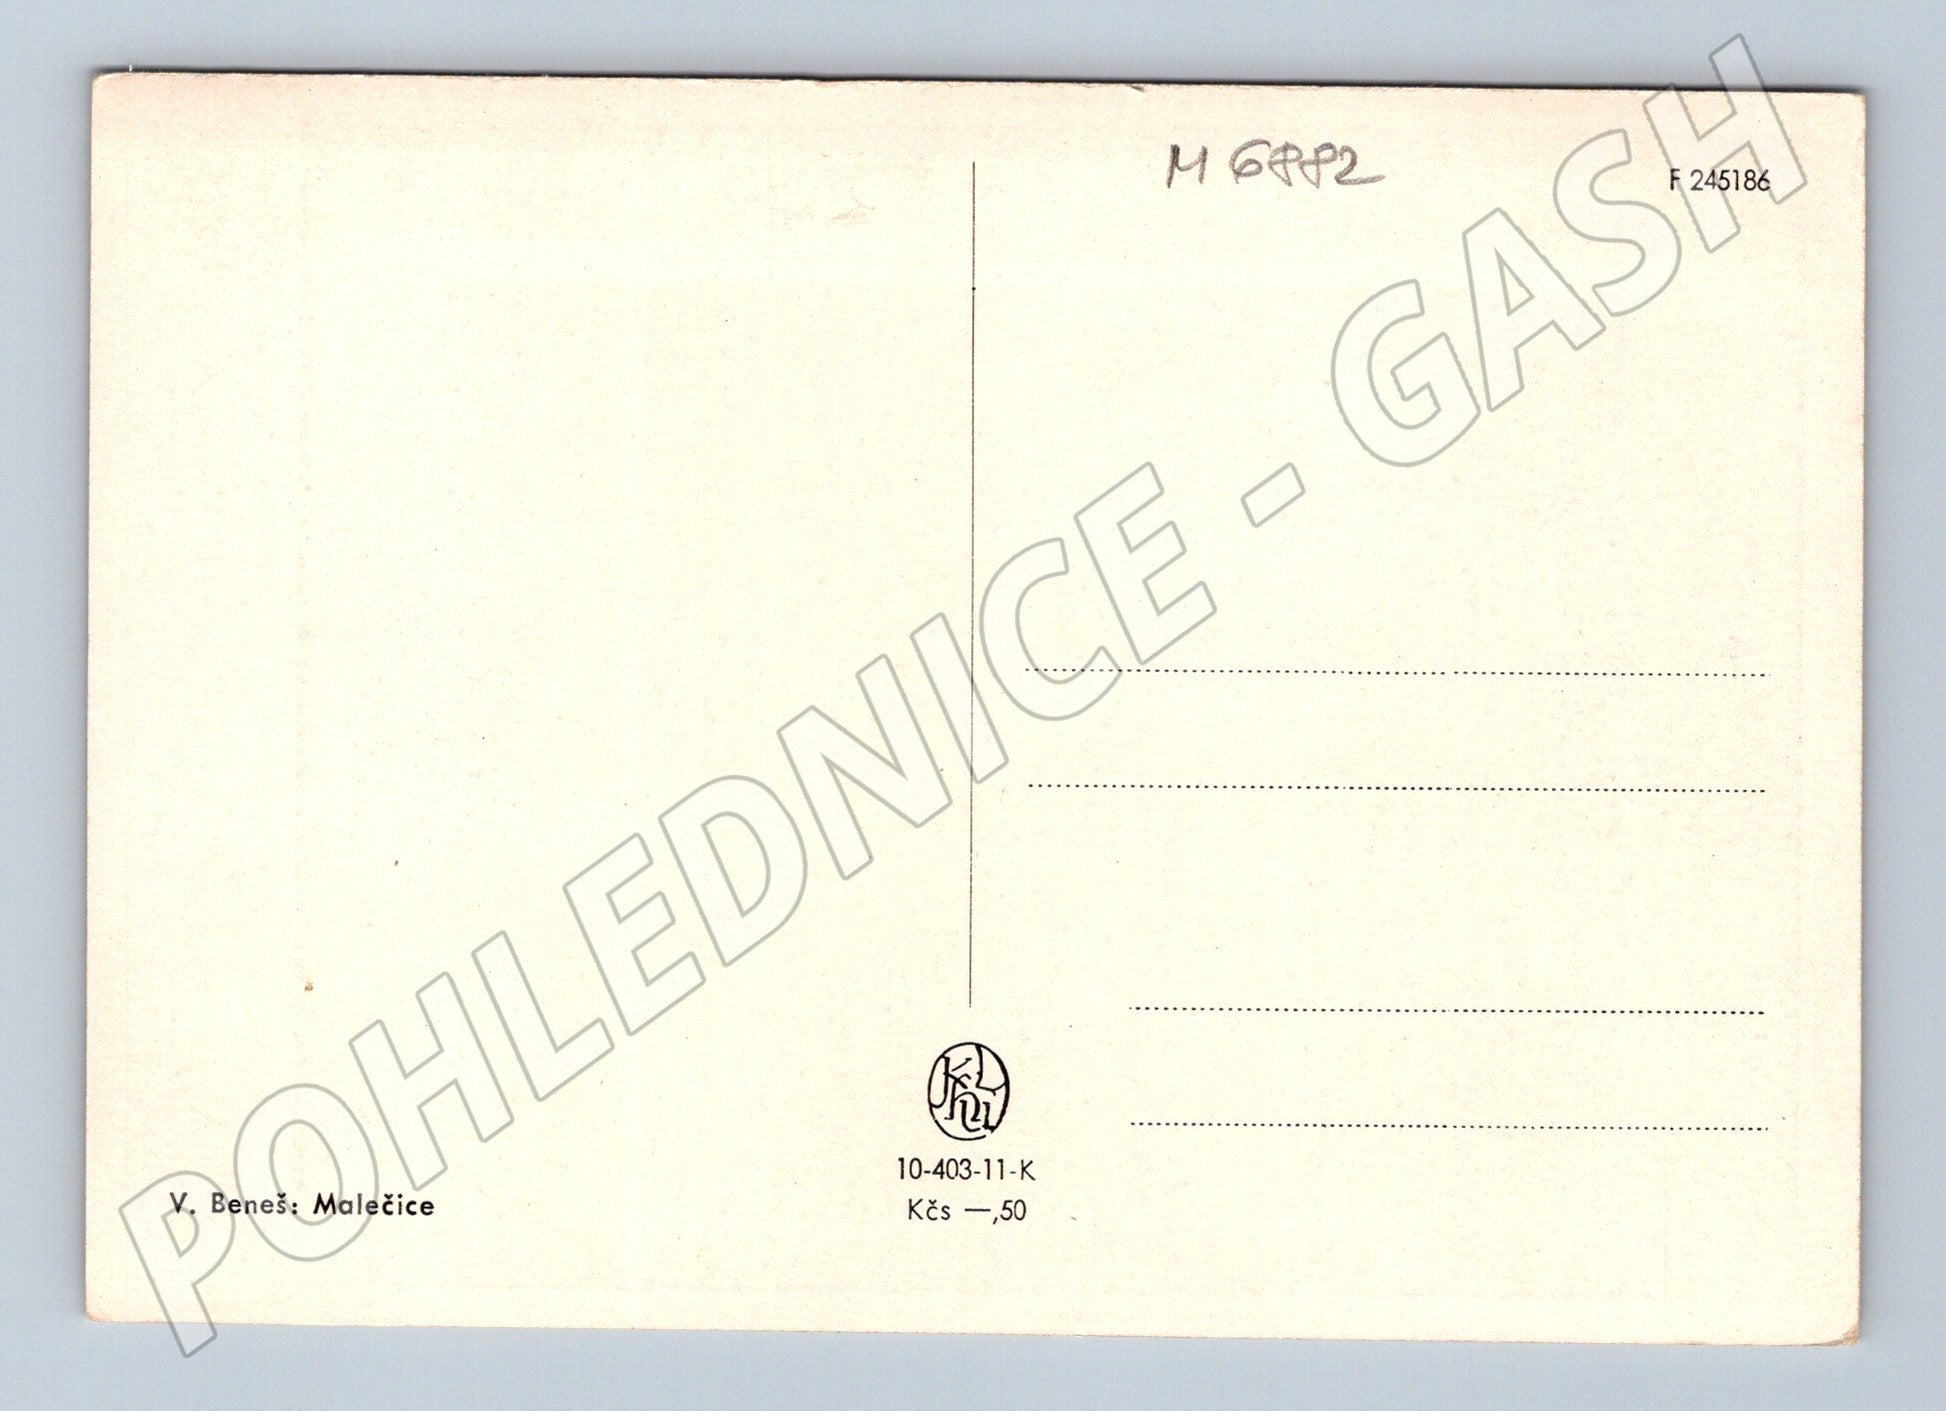 M 6882
F 245186
POHLEDNICE - GASH
10-403-11-K
V. Beneš: Malečice
Kčs —,50